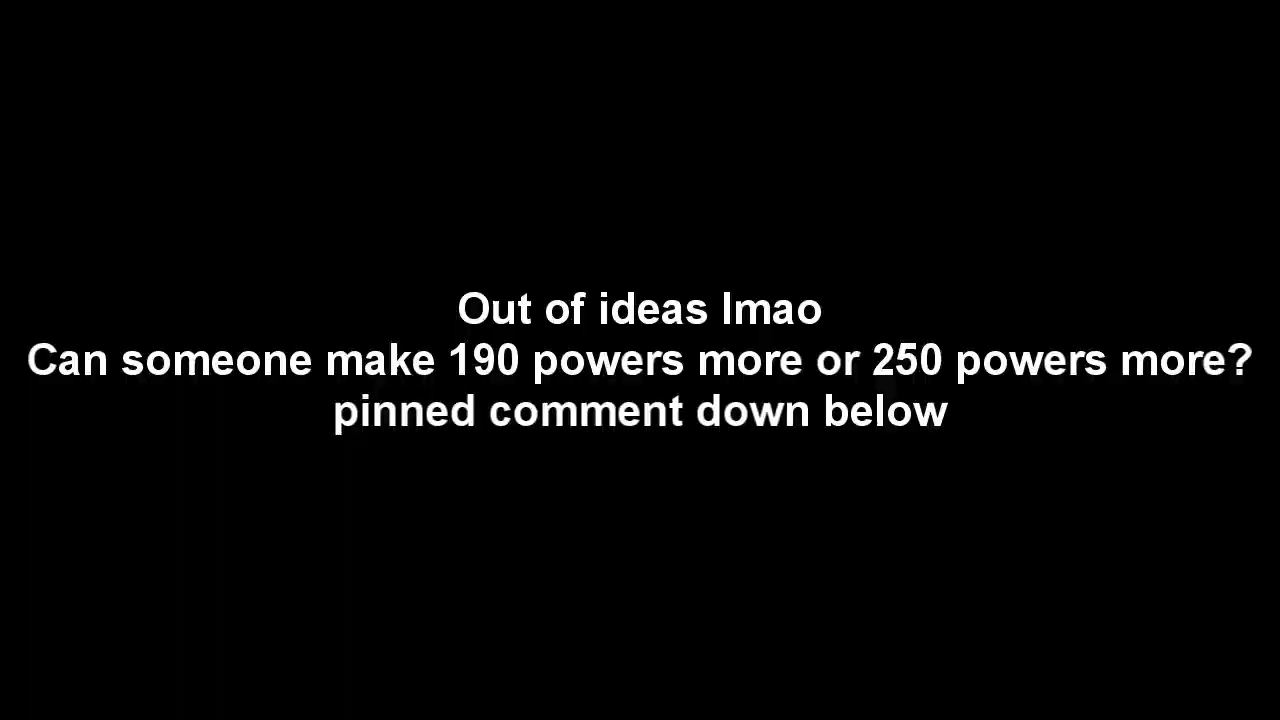 Out of ideas lmao
Can someone make 190 powers more or 250 powers more?
pinned comment down below